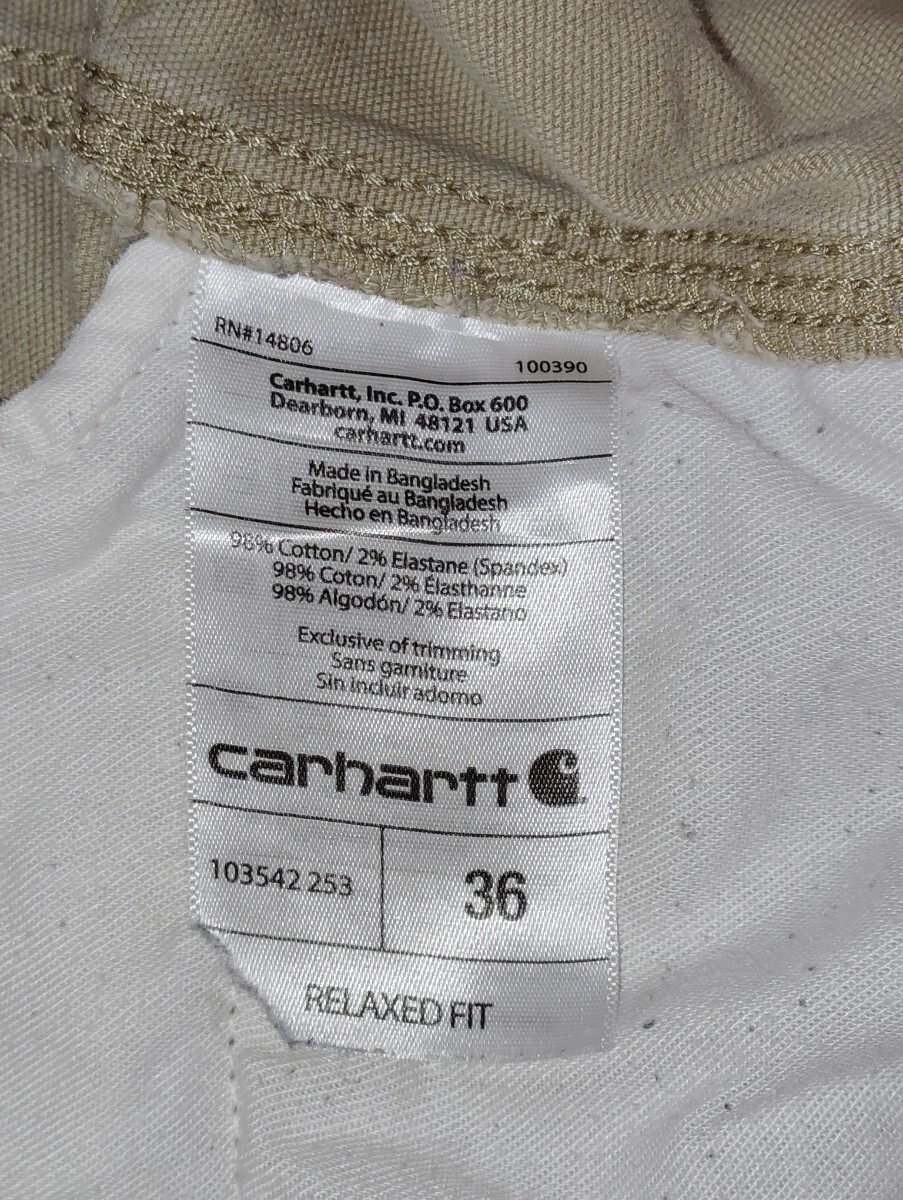 RN#14806
100390
Carhartt, Inc. P.O. Box 600
Dearborn, MI 48121 USA
carhartt.com
Made in Bangladesh
Fabriqué au Bangladesh
Hecho en Bangladesh
98% Cotton/ 2% Elastane (Spandex)
98% Coton/ 2% Élasthanne
98% Algodón/ 2% Elastano
Exclusive of trimming
Sans garniture
Sin incluir adorno
carhartt
103542 253
36
RELAXED FIT